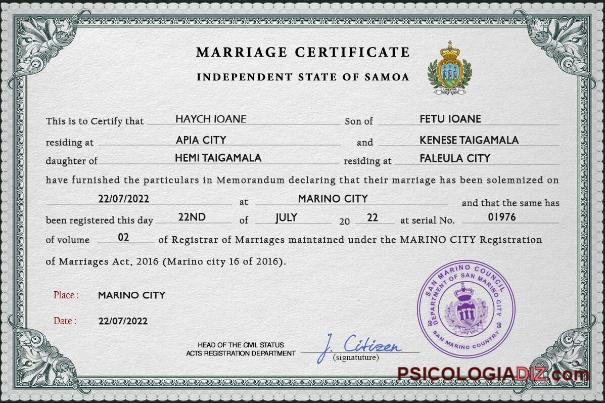 MARRIAGE CERTIFICATE
INDEPENDENT STATE OF SAMOA
This is to Certify that HAYCH IOANE Son of FETU IOANE
residing at APIA CITY and KENESE TAIGAMALA
daughter of HEMI TAIGAMALA residing at FALEULA CITY
have furnished the particulars in Memorandum declaring that their marriage has been solemnized on
22/07/2022 at MARINO CITY and that the same has
been registered this day 22ND of JULY 20 22 at serial No. 01976
of volume 02 of Registrar of Marriages maintained under the MARINO CITY Registration
of Marriages Act, 2016 (Marino city 16 of 2016).
Place : MARINO CITY
Date : 22/07/2022
HEAD OF THE CIVIL STATUS
ACTS REGISTRATION DEPARTMENT
J. Citizen
(signatuture)
SAN MARINO COUNCIL
DEPARTMENT OF SAN MARINO CITY
SAN MARINO COUNTRY
PSICOLOGIADIZ.com